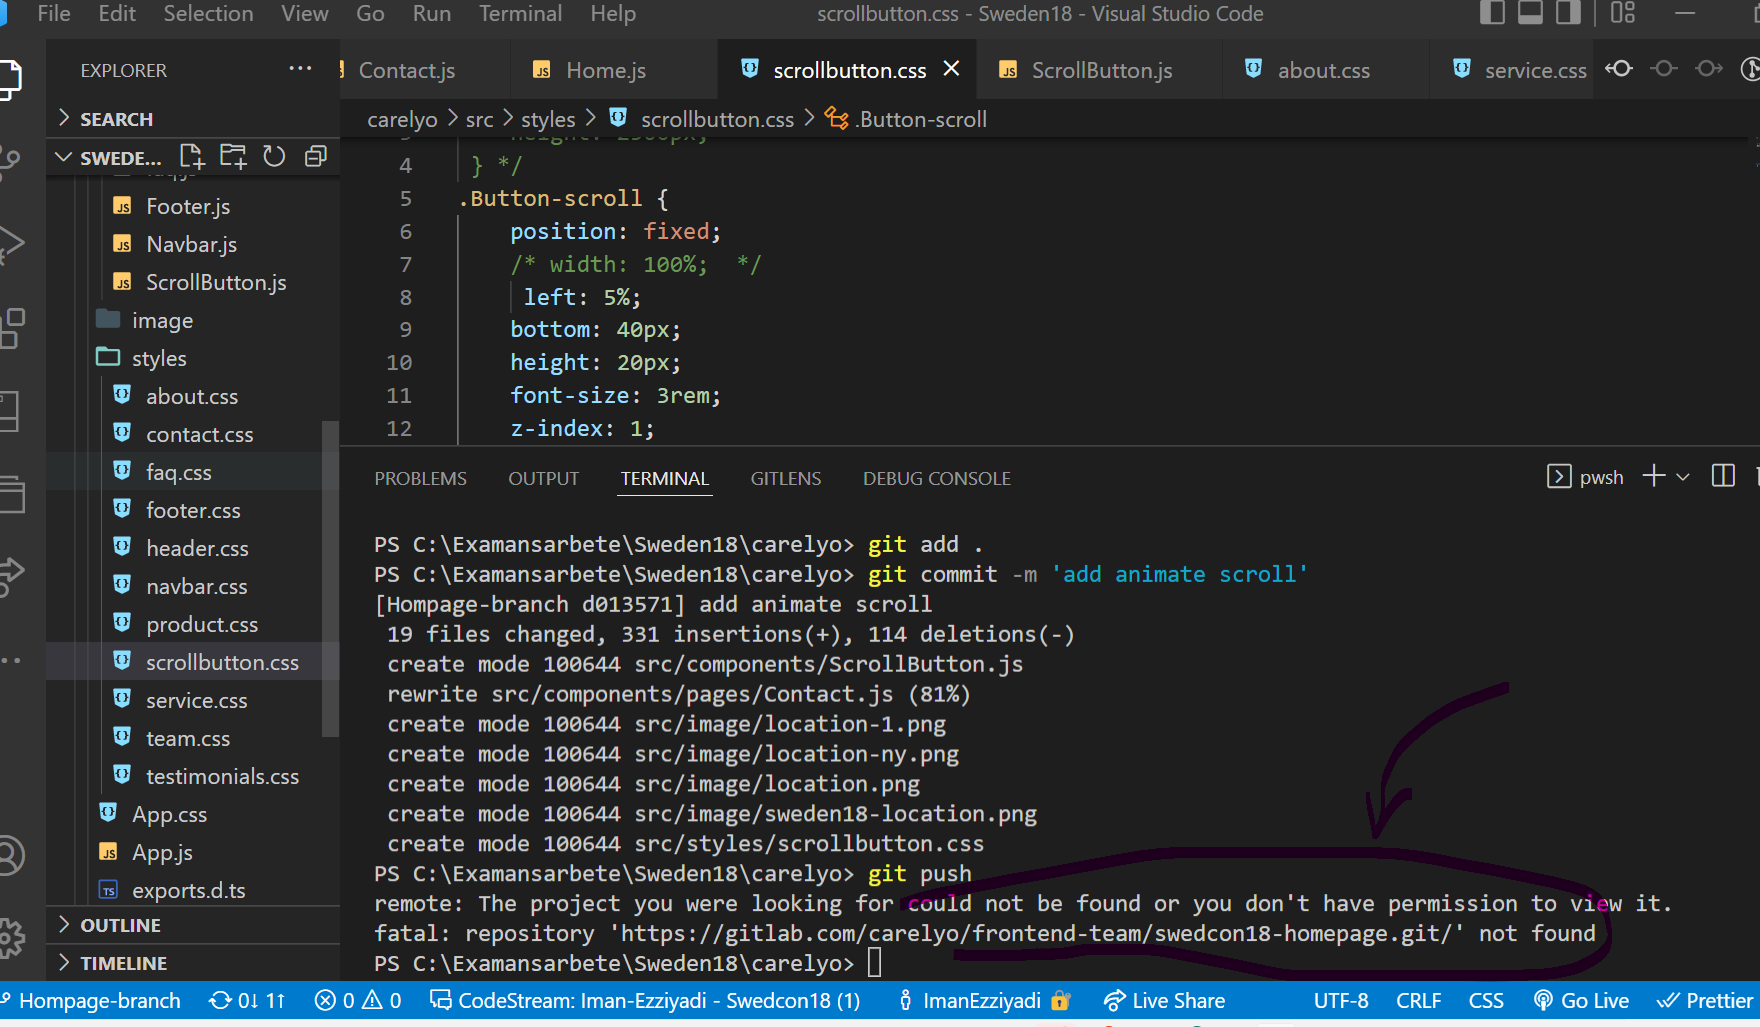 File Edit Selection View Go Run Terminal Help
scrollbutton.css - Sweden18 - Visual Studio Code
EXPLORER ...
SEARCH
SWEDE...
Footer.js
Navbar.js
ScrollButton.js
image
styles
about.css
contact.css
faq.css
footer.css
header.css
navbar.css
product.css
scrollbutton.css
service.css
team.css
testimonials.css
App.css
App.js
exports.d.ts
OUTLINE
TIMELINE
Contact.js Home.js scrollbutton.css ScrollButton.js about.css service.css
carelyo > src > styles > scrollbutton.css > .Button-scroll
4 } */
5 .Button-scroll {
6 position: fixed;
7 /* width: 100%;  */
8 left: 5%;
9 bottom: 40px;
10 height: 20px;
11 font-size: 3rem;
12 z-index: 1;
PROBLEMS OUTPUT TERMINAL GITLENS DEBUG CONSOLE
pwsh
PS C:\Examansarbete\Sweden18\carelyo> git add .
PS C:\Examansarbete\Sweden18\carelyo> git commit -m 'add animate scroll'
[Hompage-branch d013571] add animate scroll
19 files changed, 331 insertions(+), 114 deletions(-)
create mode 100644 src/components/ScrollButton.js
rewrite src/components/pages/Contact.js (81%)
create mode 100644 src/image/location-1.png
create mode 100644 src/image/location-ny.png
create mode 100644 src/image/location.png
create mode 100644 src/image/sweden18-location.png
create mode 100644 src/styles/scrollbutton.css
PS C:\Examansarbete\Sweden18\carelyo> git push
remote: The project you were looking for could not be found or you don't have permission to view it.
fatal: repository 'https://gitlab.com/carelyo/frontend-team/swedcon18-homepage.git/' not found
PS C:\Examansarbete\Sweden18\carelyo>
Hompage-branch 0↓ 1↑ 0 0 CodeStream: Iman-Ezziyadi - Swedcon18 (1) ImanEzziyadi Live Share UTF-8 CRLF CSS Go Live Prettier